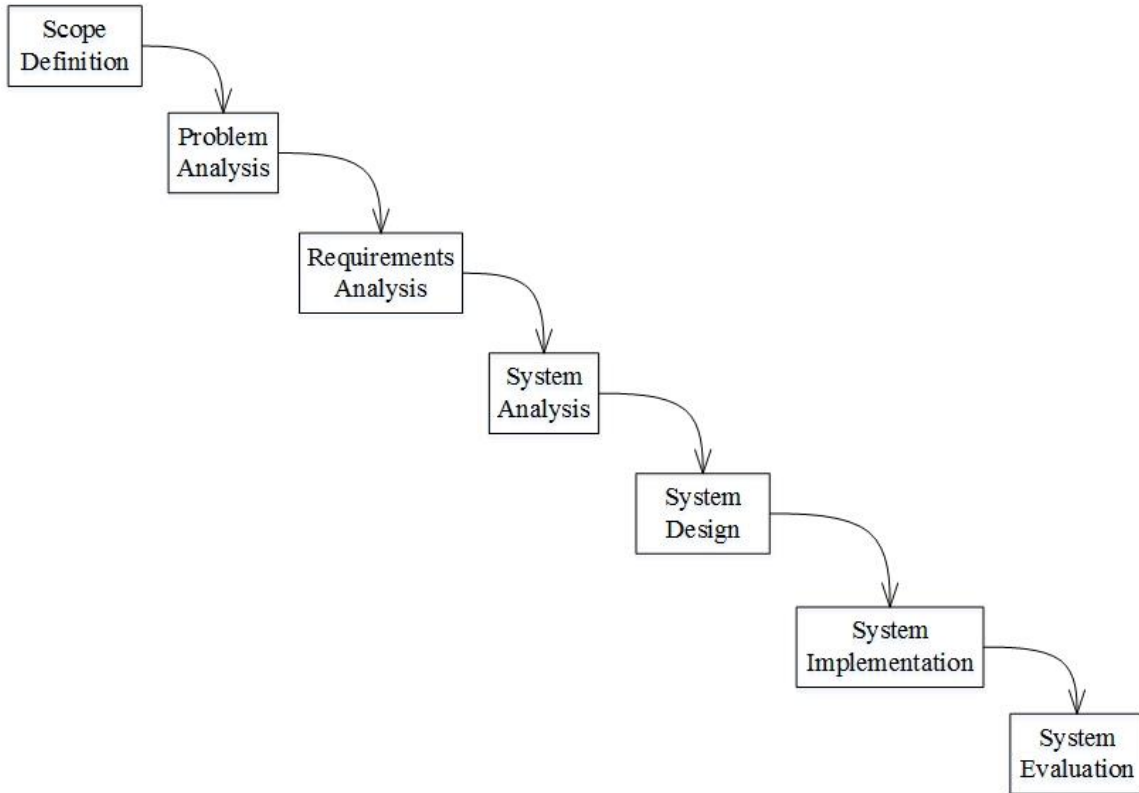 Scope
Definition
Problem
Analysis
Requirements
Analysis
System
Analysis
System
Design
System
Implementation
System
Evaluation